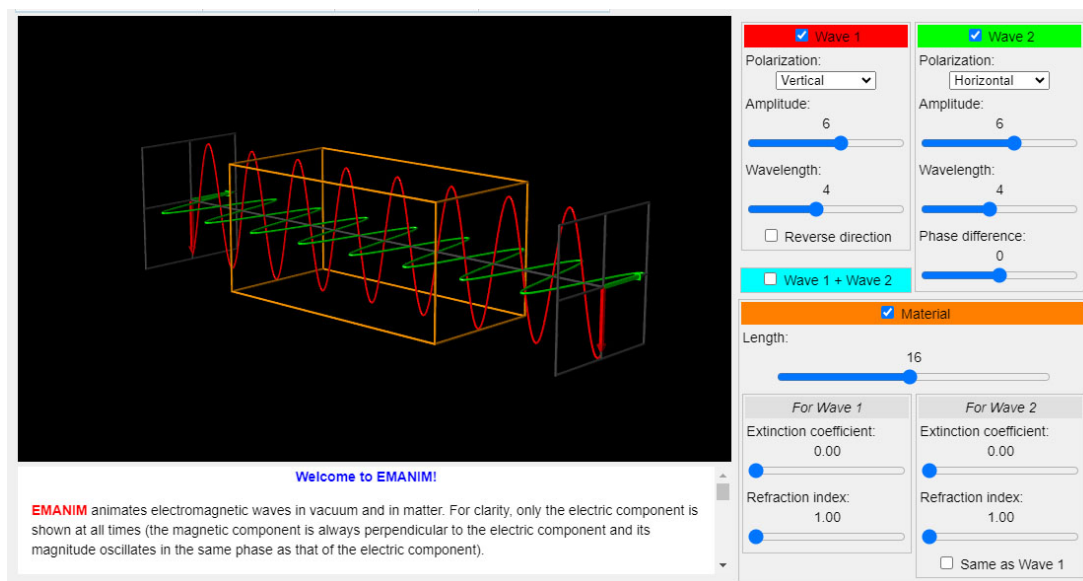 Wave 1
Wave 2
Polarization:
Polarization:
Vertical
Horizontal
Amplitude:
Amplitude:
6
6
Wavelength:
Wavelength:
4
4
Reverse direction
Phase difference:
0
Wave 1 + Wave 2
Material
Length:
16
For Wave 1
For Wave 2
Extinction coefficient:
Extinction coefficient:
0.00
0.00
Refraction index:
Refraction index:
1.00
1.00
Same as Wave 1
Welcome to EMANIM!
EMANIM animates electromagnetic waves in vacuum and in matter. For clarity, only the electric component is
shown at all times (the magnetic component is always perpendicular to the electric component and its
magnitude oscillates in the same phase as that of the electric component).